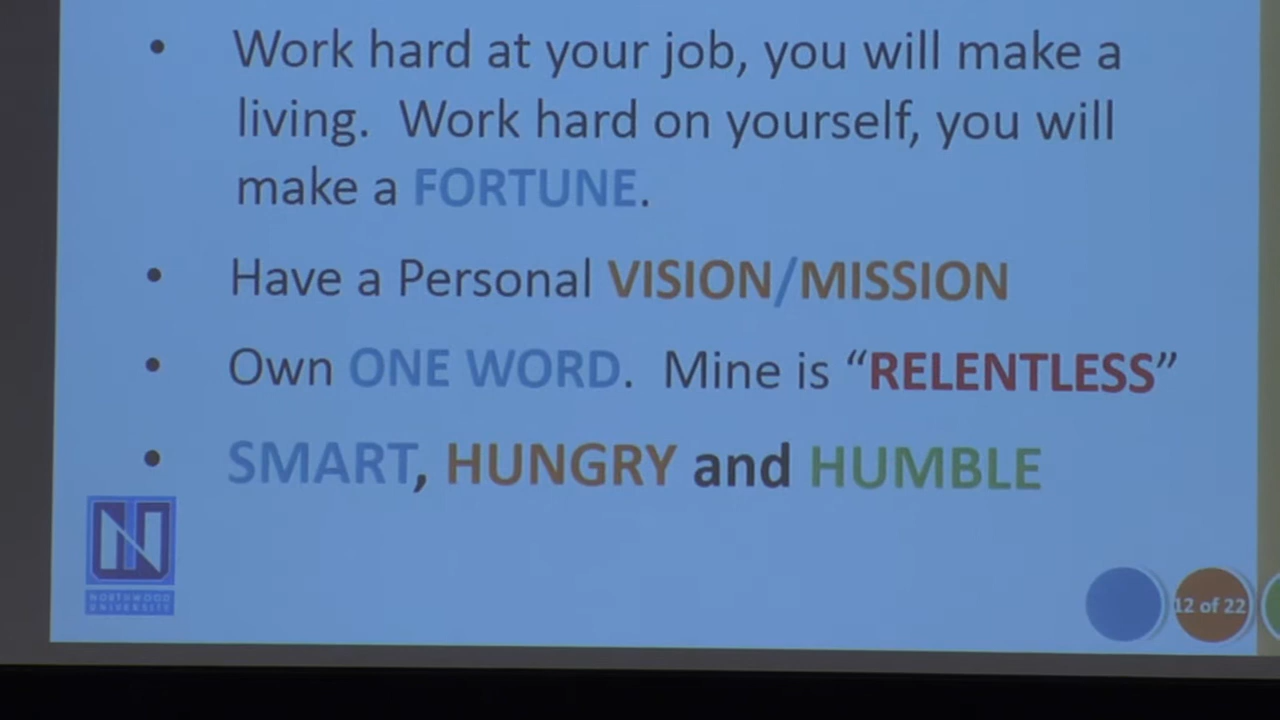 • Work hard at your job, you will make a
living. Work hard on yourself, you will
make a FORTUNE.
• Have a Personal VISION/MISSION
• Own ONE WORD. Mine is “RELENTLESS”
• SMART, HUNGRY and HUMBLE
NORTHWOOD
UNIVERSITY
12 of 22